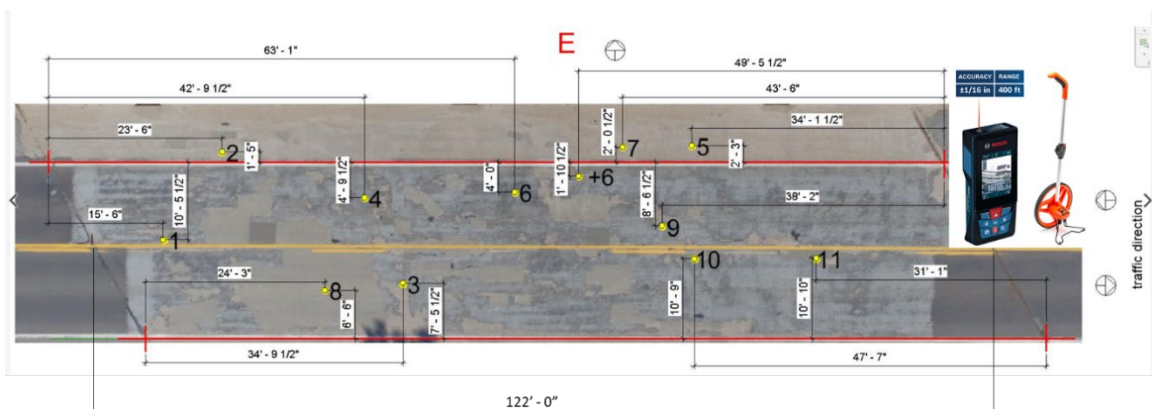 E
63' - 1"
49' - 5 1/2"
42' - 9 1/2"
43' - 6"
ACCURACY RANGE
±1/16 in 400 ft
23' - 6"
34' - 1 1/2"
2
1' - 5"
2' - 0 1/2"
7
5
2' - 3"
BOSCH
4' - 9 1/2"
4
4' - 0"
6
1' - 10 1/2"
+6
38' - 2"
15' - 6"
10' - 5 1/2"
8' - 6 1/2"
9
1
traffic direction
10
11
24' - 3"
31' - 1"
8
3
6' - 6"
7' - 5 1/2"
10' - 9"
10' - 10"
34' - 9 1/2"
47' - 7"
122' - 0"